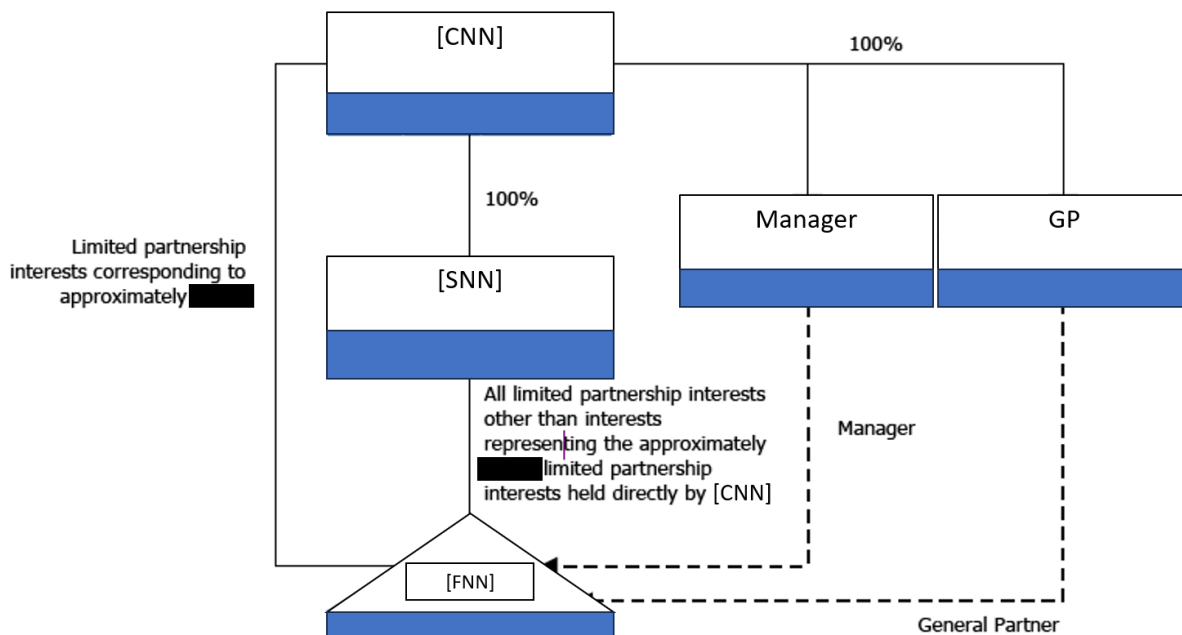 [CNN]
100%
100%
Manager
GP
Limited partnership
interests corresponding to
approximately
[SNN]
All limited partnership interests
other than interests
representing the approximately
limited partnership
interests held directly by [CNN]
Manager
[FNN]
General Partner